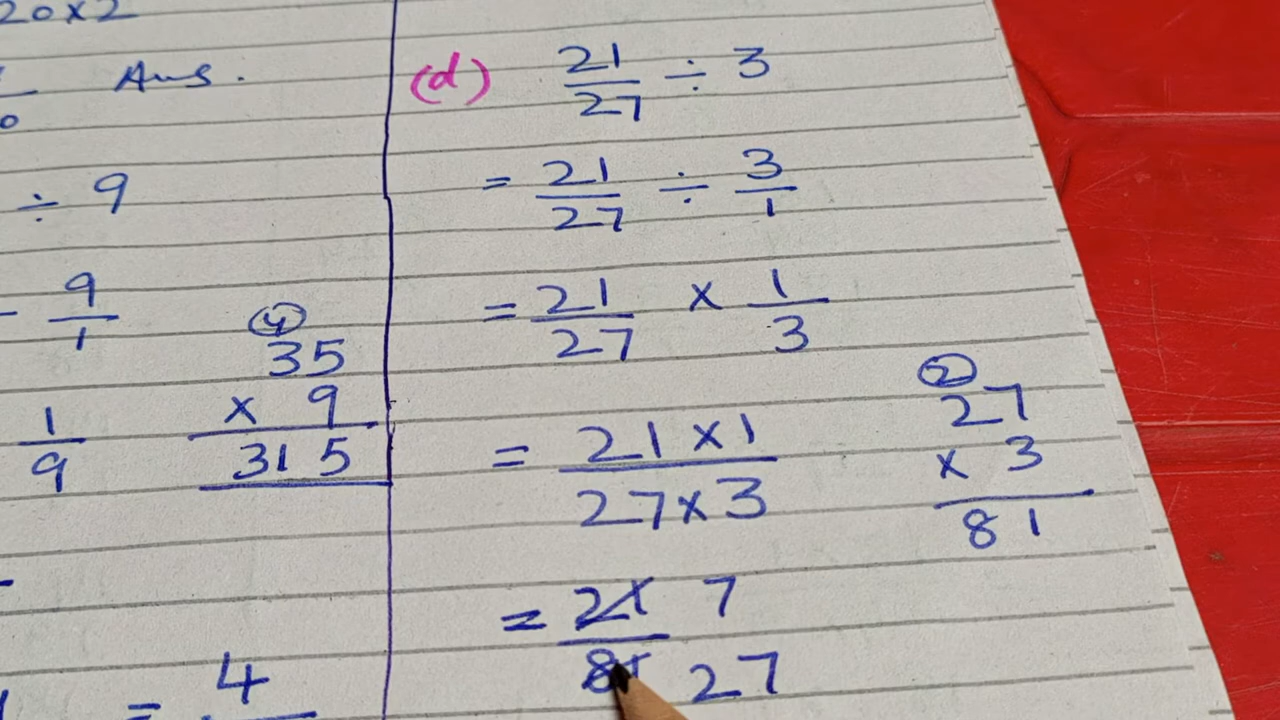 20x2
Ans.
÷ 9
9/1
4
35
x 9
315
1/9
= 4
(d) 21/27 ÷ 3
= 21/27 ÷ 3/1
= 21/27 x 1/3
= 21x1/27x3
2
27
x 3
81
= 21/81 7/27